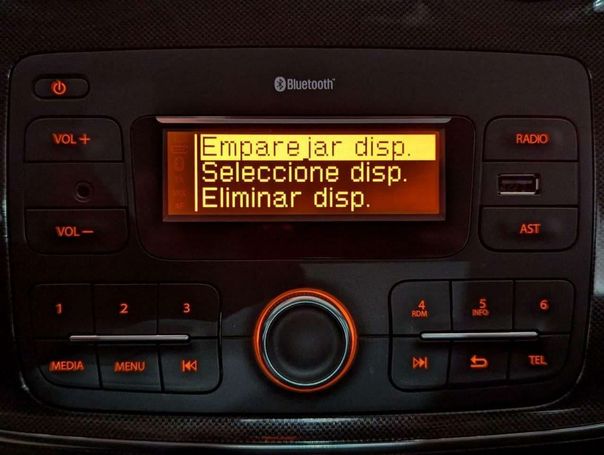 Bluetooth
VOL +
Emparejar disp.
RADIO
Seleccione disp.
Eliminar disp.
VOL −
AST
1
2
3
4
RDM
5
INFO
6
MEDIA
MENU
TEL